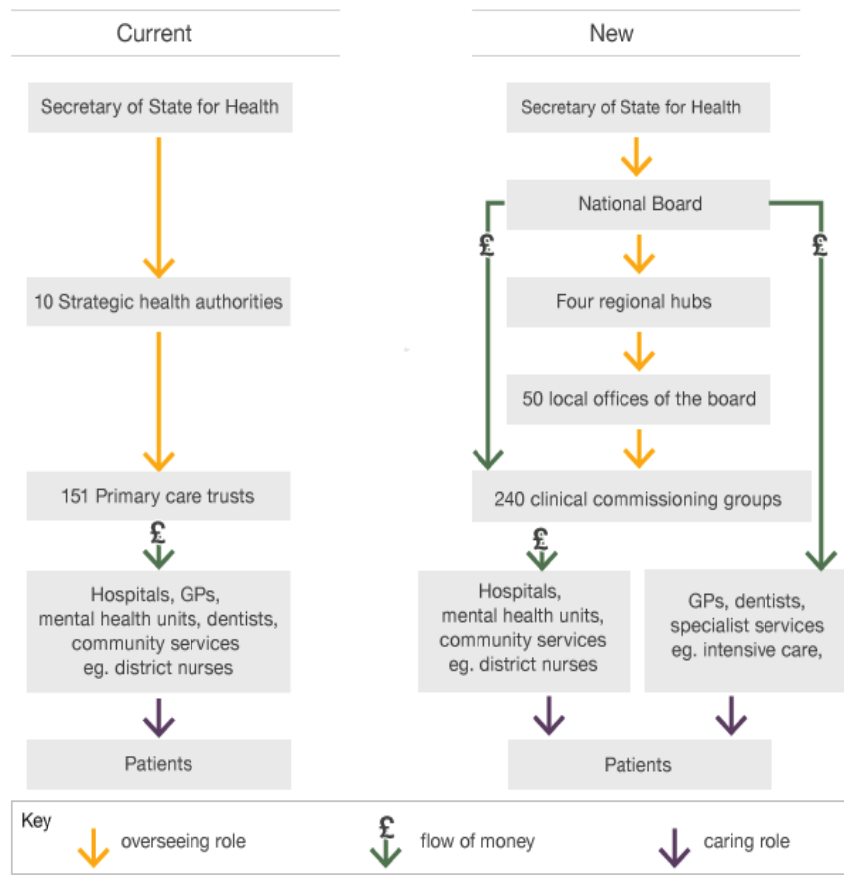 Current
Secretary of State for Health
10 Strategic health authorities
151 Primary care trusts
£
Hospitals, GPs,
mental health units, dentists,
community services
eg. district nurses
Patients
New
Secretary of State for Health
National Board
£
£
Four regional hubs
50 local offices of the board
240 clinical commissioning groups
£
Hospitals,
mental health units,
community services
eg. district nurses
GPs, dentists,
specialist services
eg. intensive care,
Patients
Key
overseeing role
£
flow of money
caring role